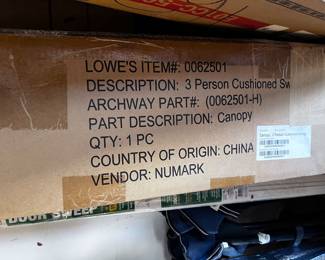 LOWE'S ITEM#: 0062501
DESCRIPTION: 3 Person Cushioned Sw
ARCHWAY PART#: (0062501-H)
PART DESCRIPTION: Canopy
QTY: 1 PC
COUNTRY OF ORIGIN: CHINA
VENDOR: NUMARK